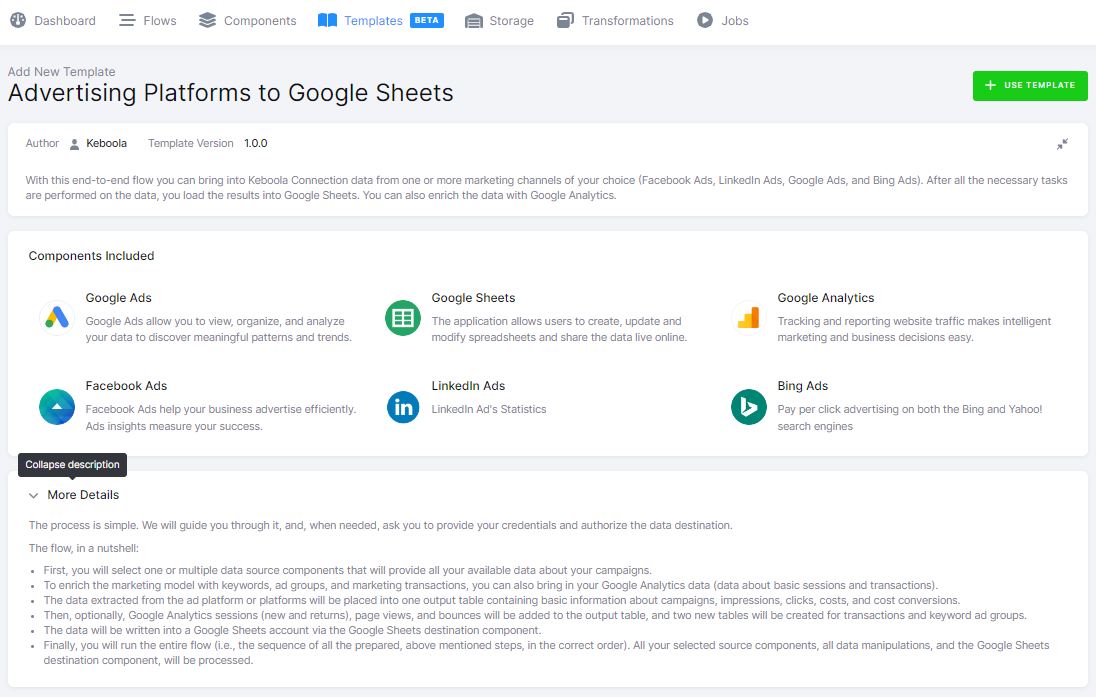 Dashboard Flows Components Templates BETA Storage Transformations Jobs
Add New Template
Advertising Platforms to Google Sheets
USE TEMPLATE
Author Keboola Template Version 1.0.0
With this end-to-end flow you can bring into Keboola Connection data from one or more marketing channels of your choice (Facebook Ads, LinkedIn Ads, Google Ads, and Bing Ads). After all the necessary tasks
are performed on the data, you load the results into Google Sheets. You can also enrich the data with Google Analytics.
Components Included
Google Ads
Google Ads allow you to view, organize, and analyze
your data to discover meaningful patterns and trends.
Google Sheets
The application allows users to create, update and
modify spreadsheets and share the data live online.
Google Analytics
Tracking and reporting website traffic makes intelligent
marketing and business decisions easy.
Facebook Ads
Facebook Ads help your business advertise efficiently.
Ads insights measure your success.
in
LinkedIn Ads
LinkedIn Ad's Statistics
Bing Ads
Pay per click advertising on both the Bing and Yahoo!
search engines
Collapse description
More Details
The process is simple. We will guide you through it, and, when needed, ask you to provide your credentials and authorize the data destination.
The flow, in a nutshell:
• First, you will select one or multiple data source components that will provide all your available data about your campaigns.
• To enrich the marketing model with keywords, ad groups, and marketing transactions, you can also bring in your Google Analytics data (data about basic sessions and transactions).
• The data extracted from the ad platform or platforms will be placed into one output table containing basic information about campaigns, impressions, clicks, costs, and cost conversions.
• Then, optionally, Google Analytics sessions (new and returns), page views, and bounces will be added to the output table, and two new tables will be created for transactions and keyword ad groups.
• The data will be written into a Google Sheets account via the Google Sheets destination component.
• Finally, you will run the entire flow (i.e., the sequence of all the prepared, above mentioned steps, in the correct order). All your selected source components, all data manipulations, and the Google Sheets
destination component, will be processed.